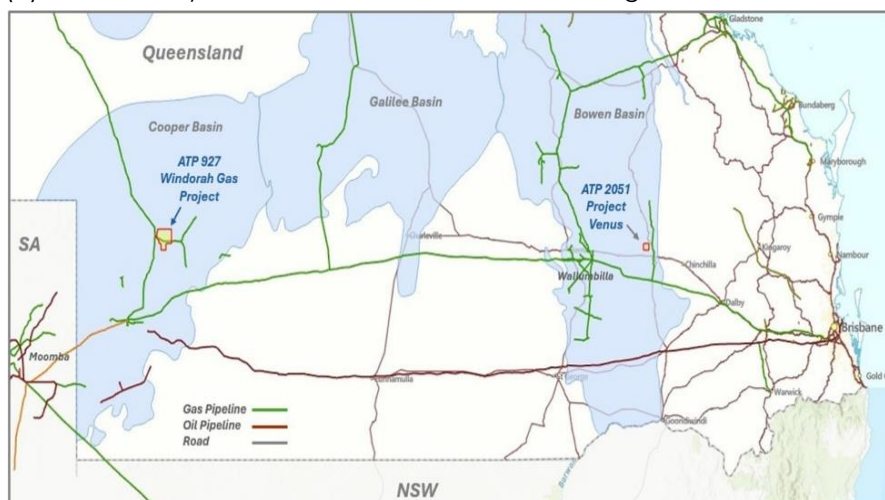 Queensland
Gladstone
Galilee Basin
Cooper Basin
Bowen Basin
Bundaberg
ATP 927
Windorah Gas
Project
Maryborough
ATP 2051
Project
Venus
Gympie
SA
Charleville
Kingaroy
Nambour
Wallumbilla
Chinchilla
Dalby
Brisbane
Moomba
Cunnamulla
Gold
Warwick
Gas Pipeline
Oil Pipeline
Road
Goondiwindi
NSW